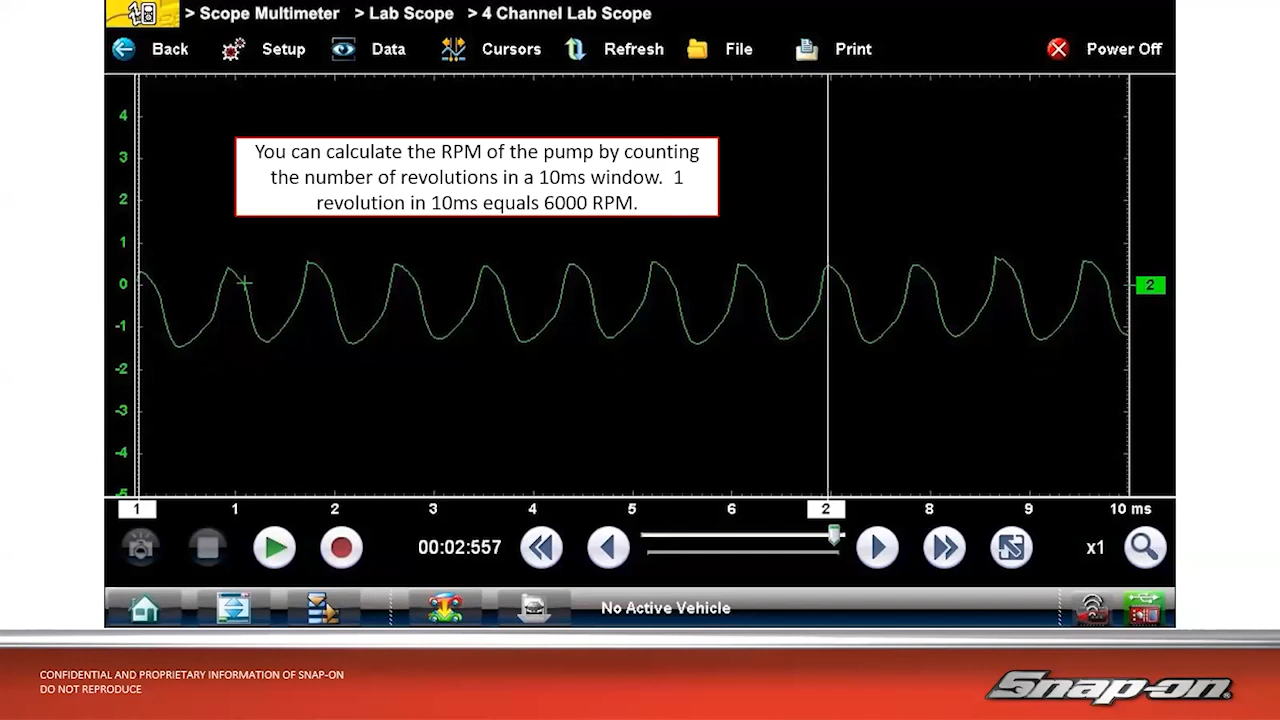 > Scope Multimeter > Lab Scope > 4 Channel Lab Scope
Back Setup Data Cursors Refresh File Print Power Off
4
You can calculate the RPM of the pump by counting
the number of revolutions in a 10ms window. 1
revolution in 10ms equals 6000 RPM.
3
2
1
0
2
-1
-2
-3
-4
-5
1 1 2 3 4 5 6 2 8 9 10 ms
00:02:557 x1
No Active Vehicle
CONFIDENTIAL AND PROPRIETARY INFORMATION OF SNAP-ON
DO NOT REPRODUCE
Snap-on®